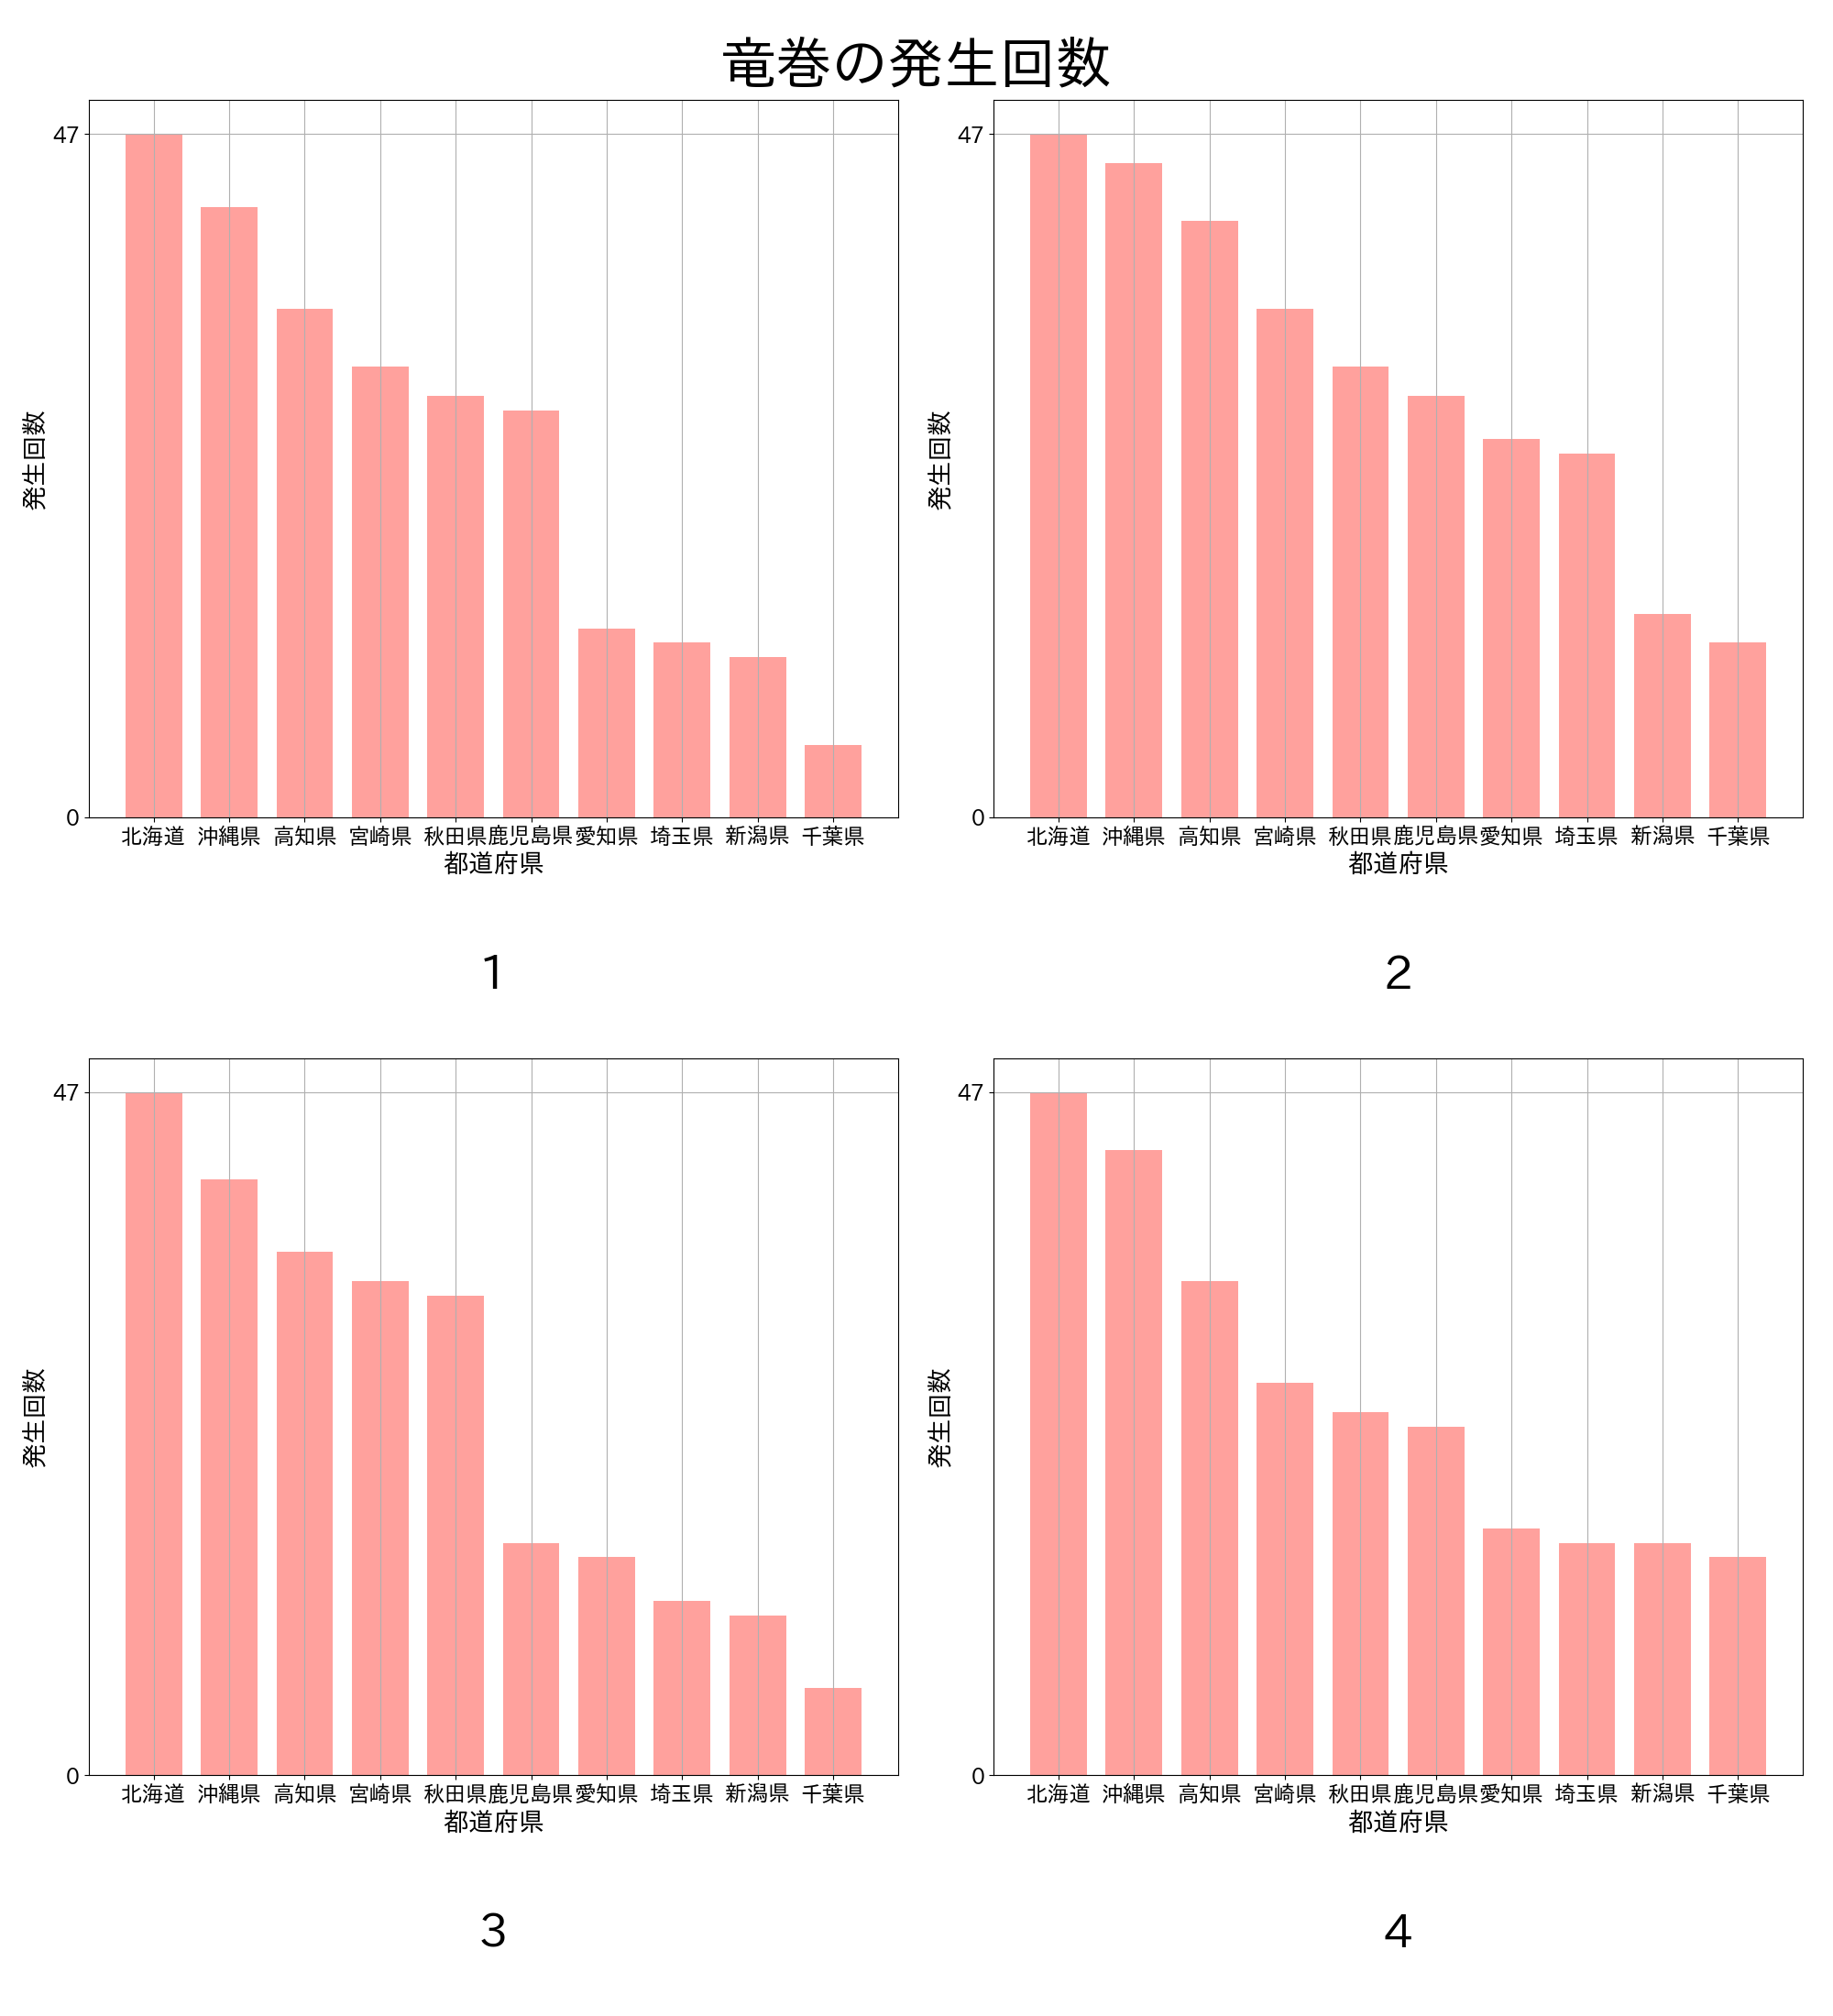 竜巻の発生回数
47
0
発生回数
北海道 沖縄県 高知県 宮崎県 秋田県 鹿児島県 愛知県 埼玉県 新潟県 千葉県
都道府県
1
47
0
発生回数
北海道 沖縄県 高知県 宮崎県 秋田県 鹿児島県 愛知県 埼玉県 新潟県 千葉県
都道府県
2
47
0
発生回数
北海道 沖縄県 高知県 宮崎県 秋田県 鹿児島県 愛知県 埼玉県 新潟県 千葉県
都道府県
3
47
0
発生回数
北海道 沖縄県 高知県 宮崎県 秋田県 鹿児島県 愛知県 埼玉県 新潟県 千葉県
都道府県
4